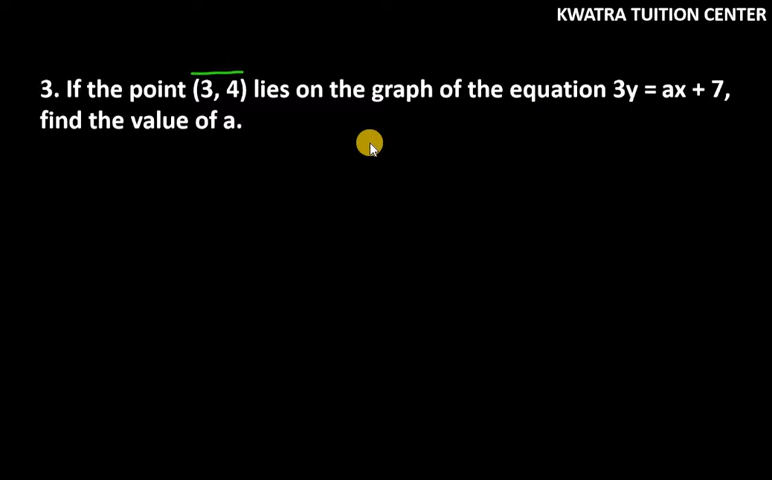 KWATRA TUITION CENTER
3. If the point (3, 4) lies on the graph of the equation 3y = ax + 7,
find the value of a.